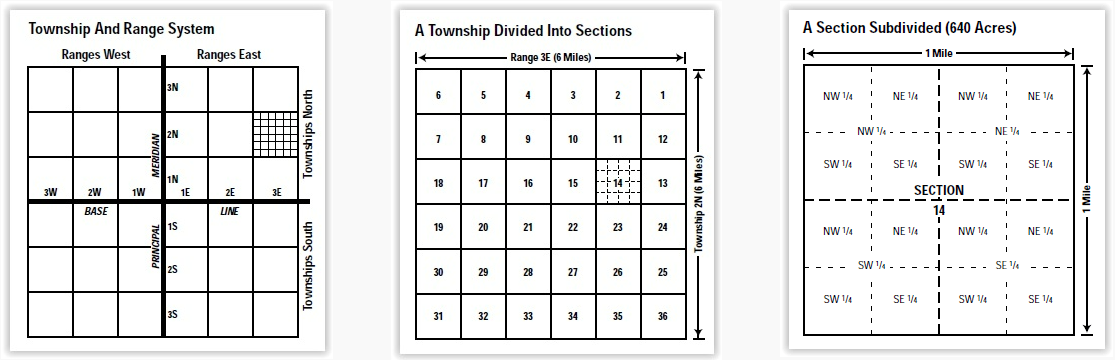 Township And Range System
Ranges West Ranges East
3N
2N
MERIDIAN
Townships North
1N
3W 2W 1W 1E 2E 3E
BASE LINE
1S
PRINCIPAL
2S
Townships South
3S
A Township Divided Into Sections
Range 3E (6 Miles)
6 5 4 3 2 1
7 8 9 10 11 12
18 17 16 15 14 13
19 20 21 22 23 24
30 29 28 27 26 25
31 32 33 34 35 36
Township 2N (6 Miles)
A Section Subdivided (640 Acres)
1 Mile
NW 1/4 NE 1/4 NW 1/4 NE 1/4
NW 1/4 NE 1/4
SW 1/4 SE 1/4 SW 1/4 SE 1/4
SECTION
14
NW 1/4 NE 1/4 NW 1/4 NE 1/4
SW 1/4 SE 1/4
SW 1/4 SE 1/4 SW 1/4 SE 1/4
1 Mile